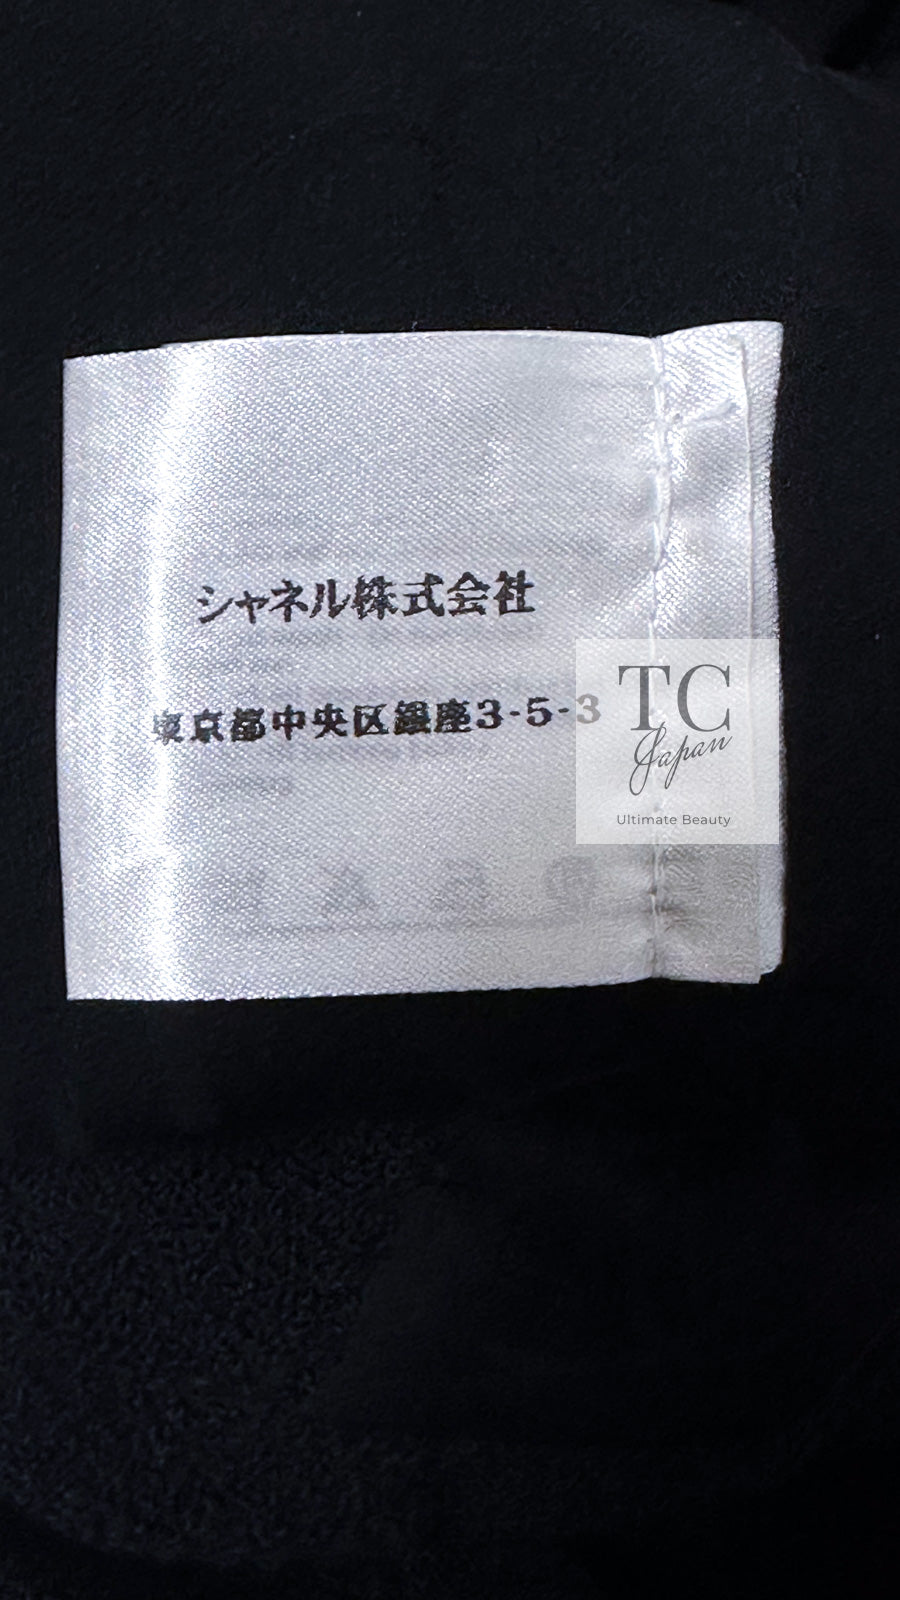 シャネル株式会社
東京都中央区銀座3-5-3
TC
Japan
Ultimate Beauty